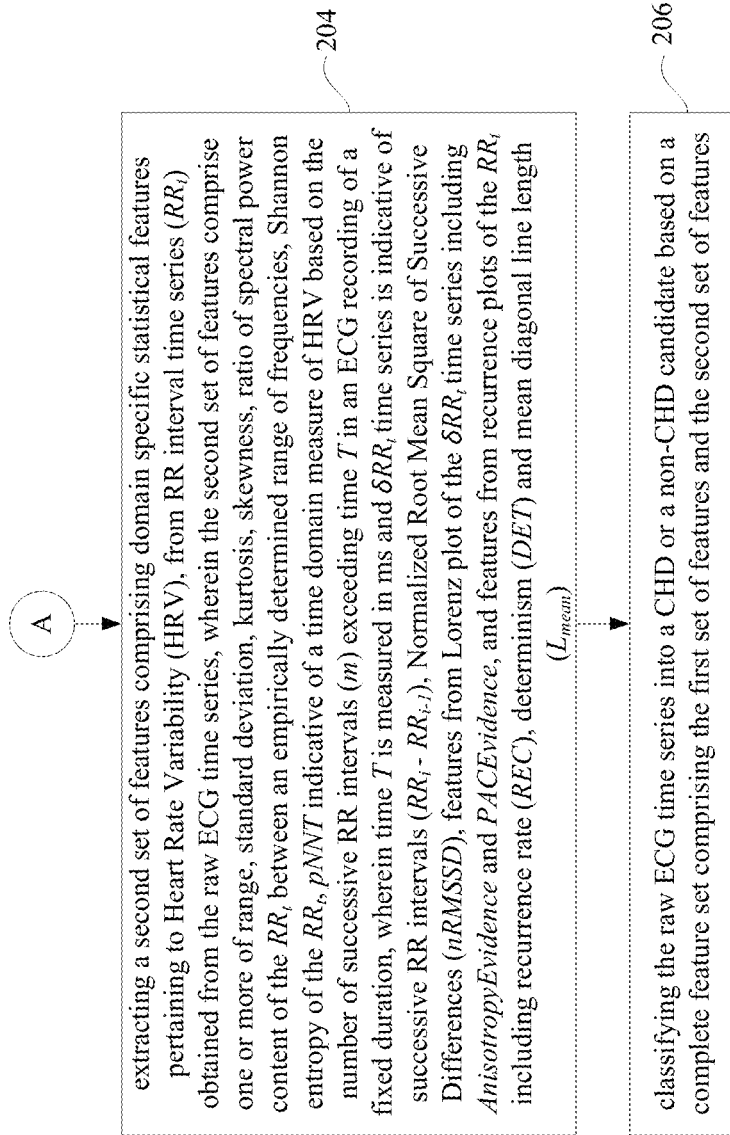 A
extracting a second set of features comprising domain specific statistical features
pertaining to Heart Rate Variability (HRV), from RR interval time series (RRₜ)
obtained from the raw ECG time series, wherein the second set of features comprise
one or more of range, standard deviation, kurtosis, skewness, ratio of spectral power
content of the RRₜ between an empirically determined range of frequencies, Shannon
entropy of the RRₜ, pNNT indicative of a time domain measure of HRV based on the
number of successive RR intervals (m) exceeding time T in an ECG recording of a
fixed duration, wherein time T is measured in ms and δRRₜ time series is indicative of
successive RR intervals (RRₜ - RRₜ₋₁), Normalized Root Mean Square of Successive
Differences (nRMSSD), features from Lorenz plot of the δRRₜ time series including
AnisotropyEvidence and PACEvidence, and features from recurrence plots of the RRₜ
including recurrence rate (REC), determinism (DET) and mean diagonal line length
(Lmean)
204
classifying the raw ECG time series into a CHD or a non-CHD candidate based on a
complete feature set comprising the first set of features and the second set of features
206